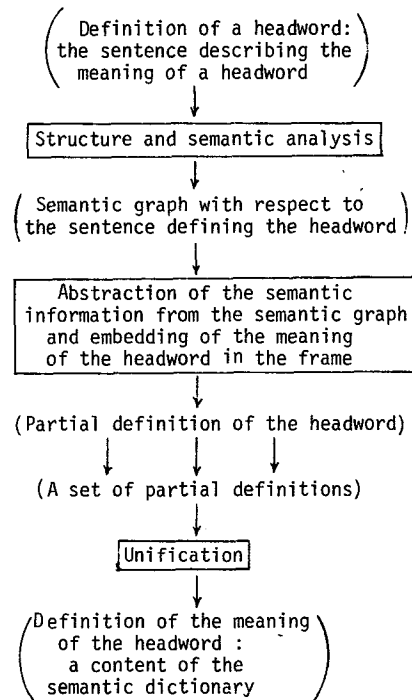 Definition of a headword:
the sentence describing the
meaning of a headword
Structure and semantic analysis
(Semantic graph with respect to
the sentence defining the headword)
Abstraction of the semantic
information from the semantic graph
and embedding of the meaning
of the headword in the frame
(Partial definition of the headword)
(A set of partial definitions)
Unification
Definition of the meaning
of the headword :
a content of the
semantic dictionary